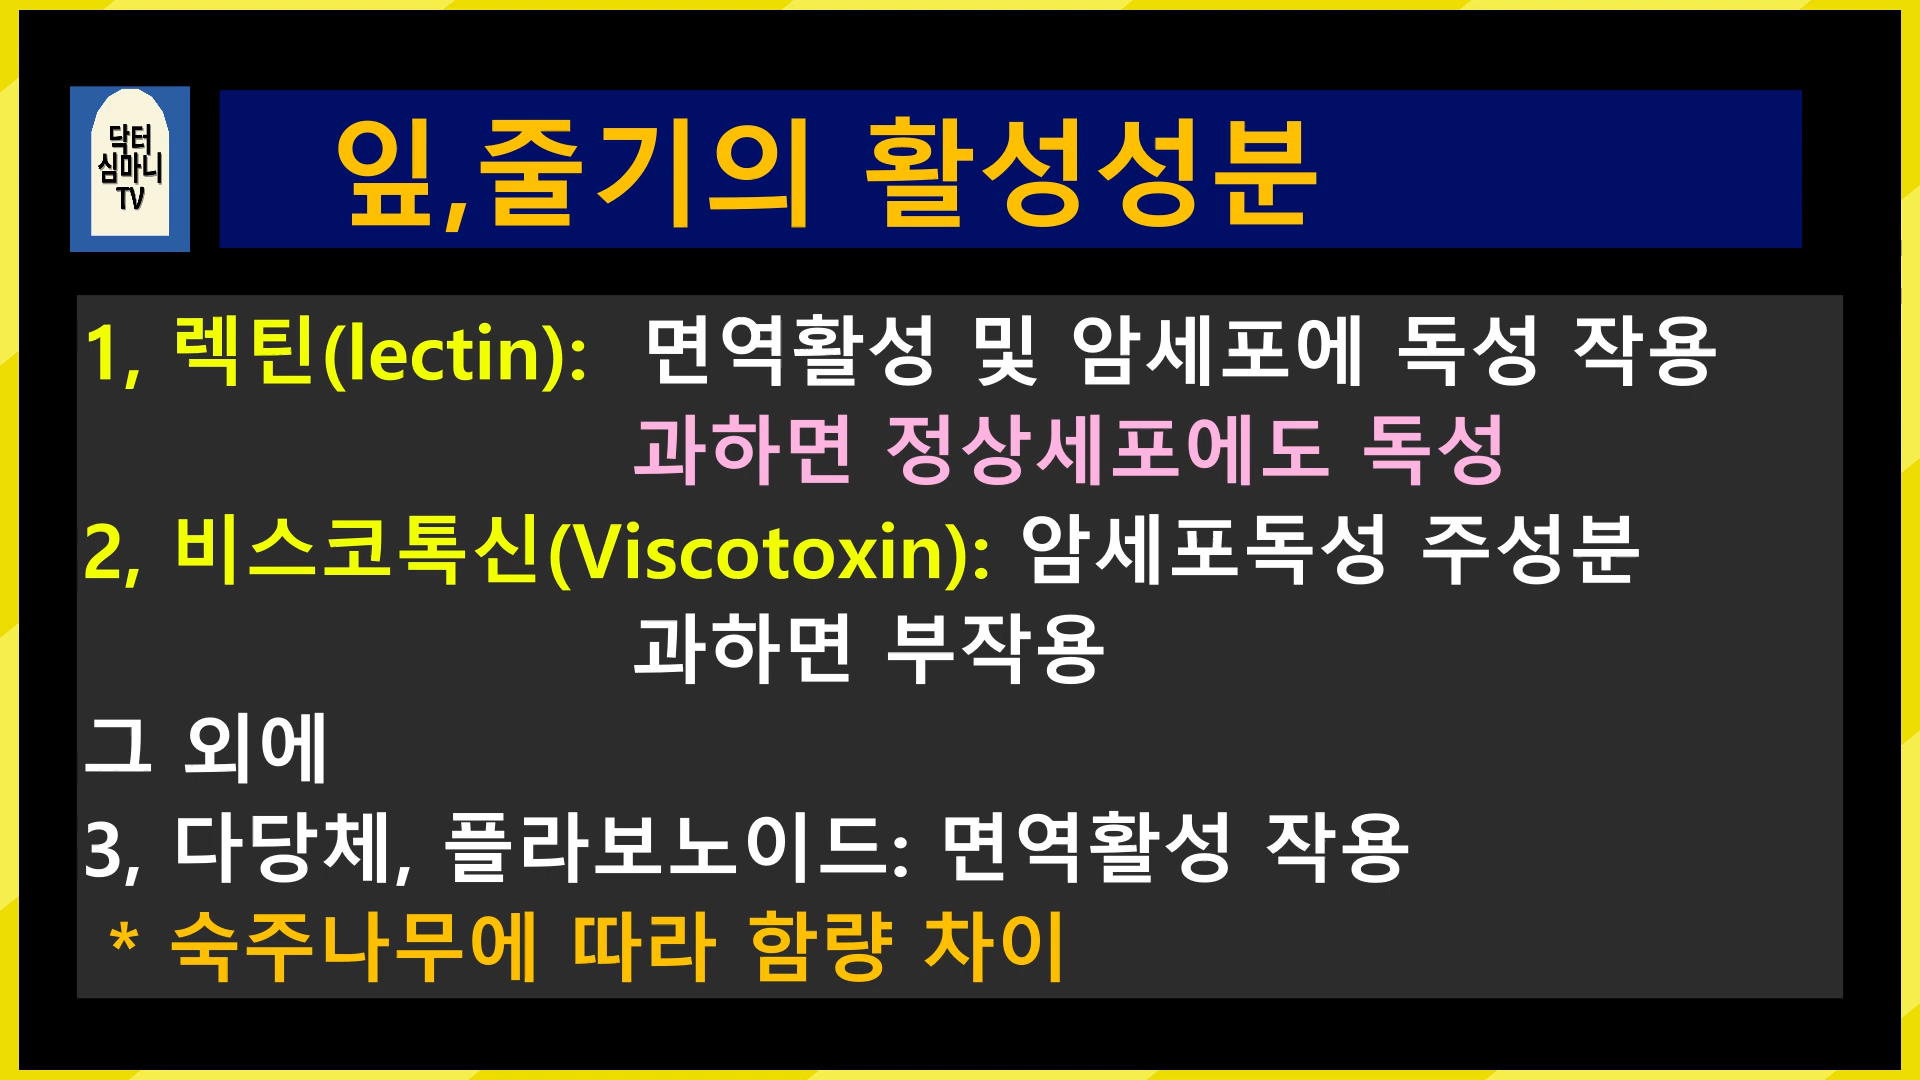 닥터
심마니
TV
잎,줄기의 활성성분
1, 렉틴(lectin): 면역활성 및 암세포에 독성 작용
과하면 정상세포에도 독성
2, 비스코톡신(Viscotoxin): 암세포독성 주성분
과하면 부작용
그 외에
3, 다당체, 플라보노이드: 면역활성 작용
* 숙주나무에 따라 함량 차이